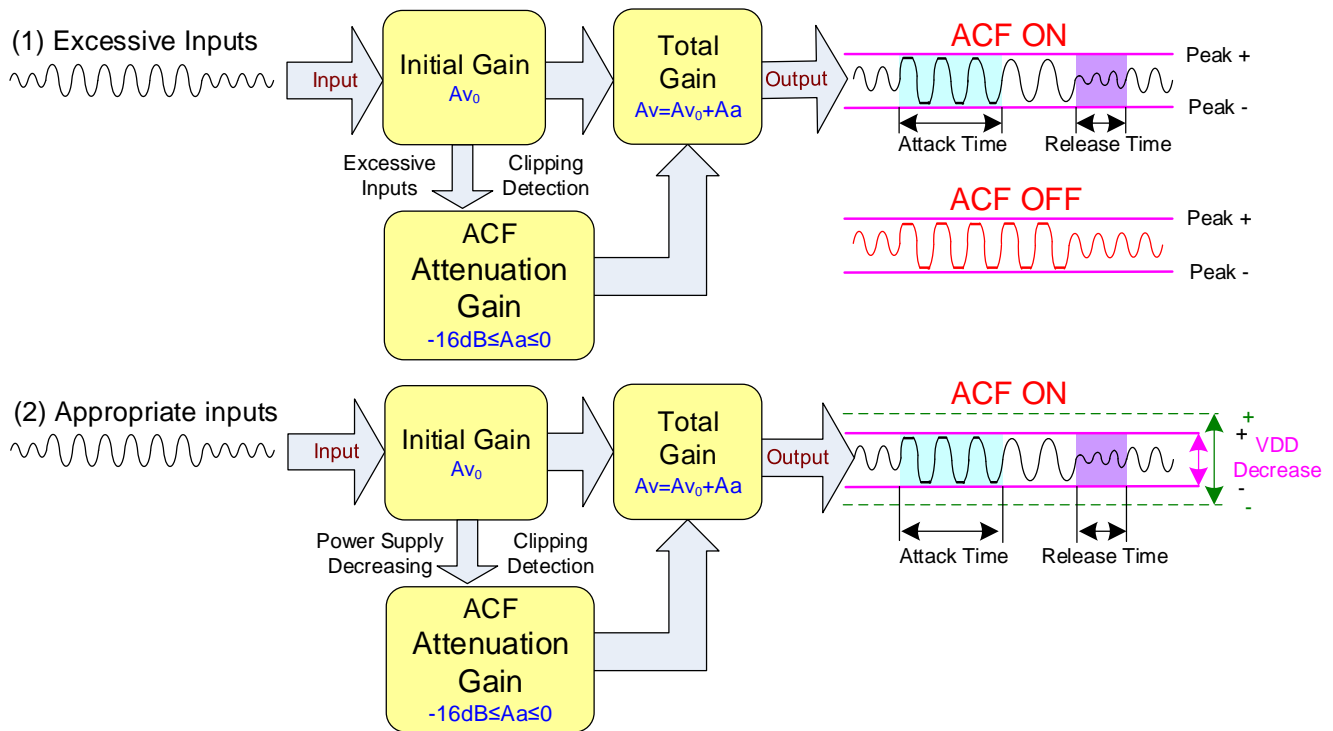 (1) Excessive Inputs
Input
Initial Gain
Av₀
Total
Gain
Av=Av₀+Aa
Output
ACF ON
Peak +
Peak -
Attack Time
Release Time
Excessive
Inputs
Clipping
Detection
ACF
Attenuation
Gain
-16dB≤Aa≤0
ACF OFF
Peak +
Peak -
(2) Appropriate inputs
Input
Initial Gain
Av₀
Total
Gain
Av=Av₀+Aa
Output
ACF ON
+
+
VDD
Decrease
-
-
Attack Time
Release Time
Power Supply
Decreasing
Clipping
Detection
ACF
Attenuation
Gain
-16dB≤Aa≤0